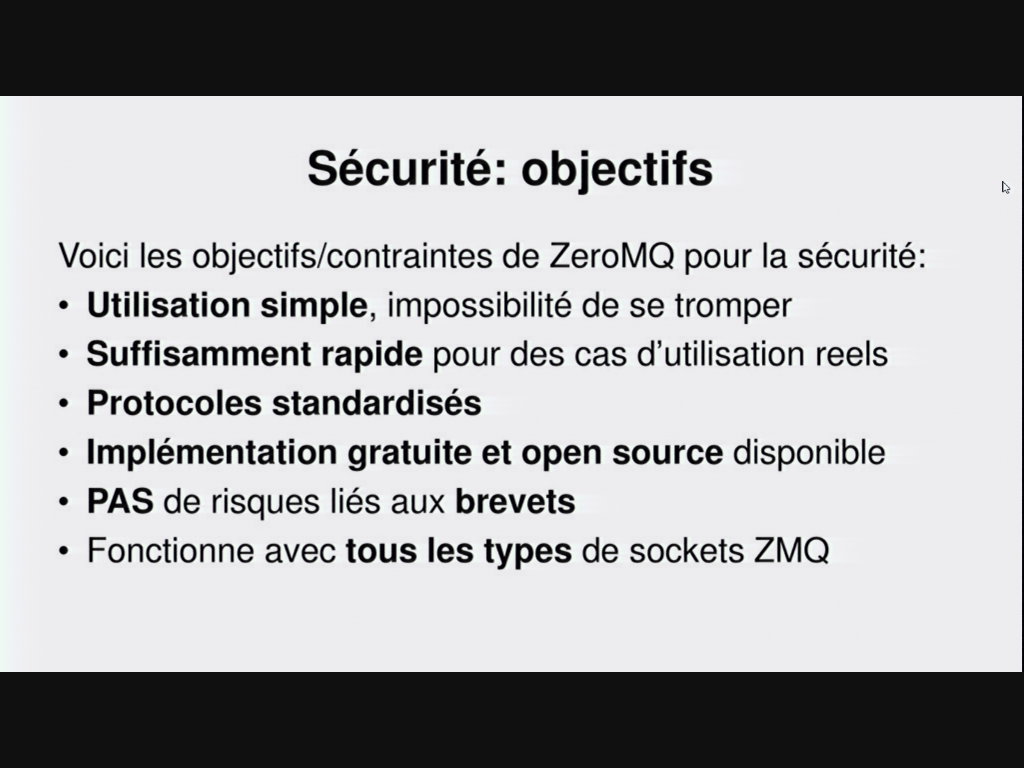 Sécurité: objectifs
Voici les objectifs/contraintes de ZeroMQ pour la sécurité:
• Utilisation simple, impossibilité de se tromper
• Suffisamment rapide pour des cas d'utilisation reels
• Protocoles standardisés
• Implémentation gratuite et open source disponible
• PAS de risques liés aux brevets
• Fonctionne avec tous les types de sockets ZMQ